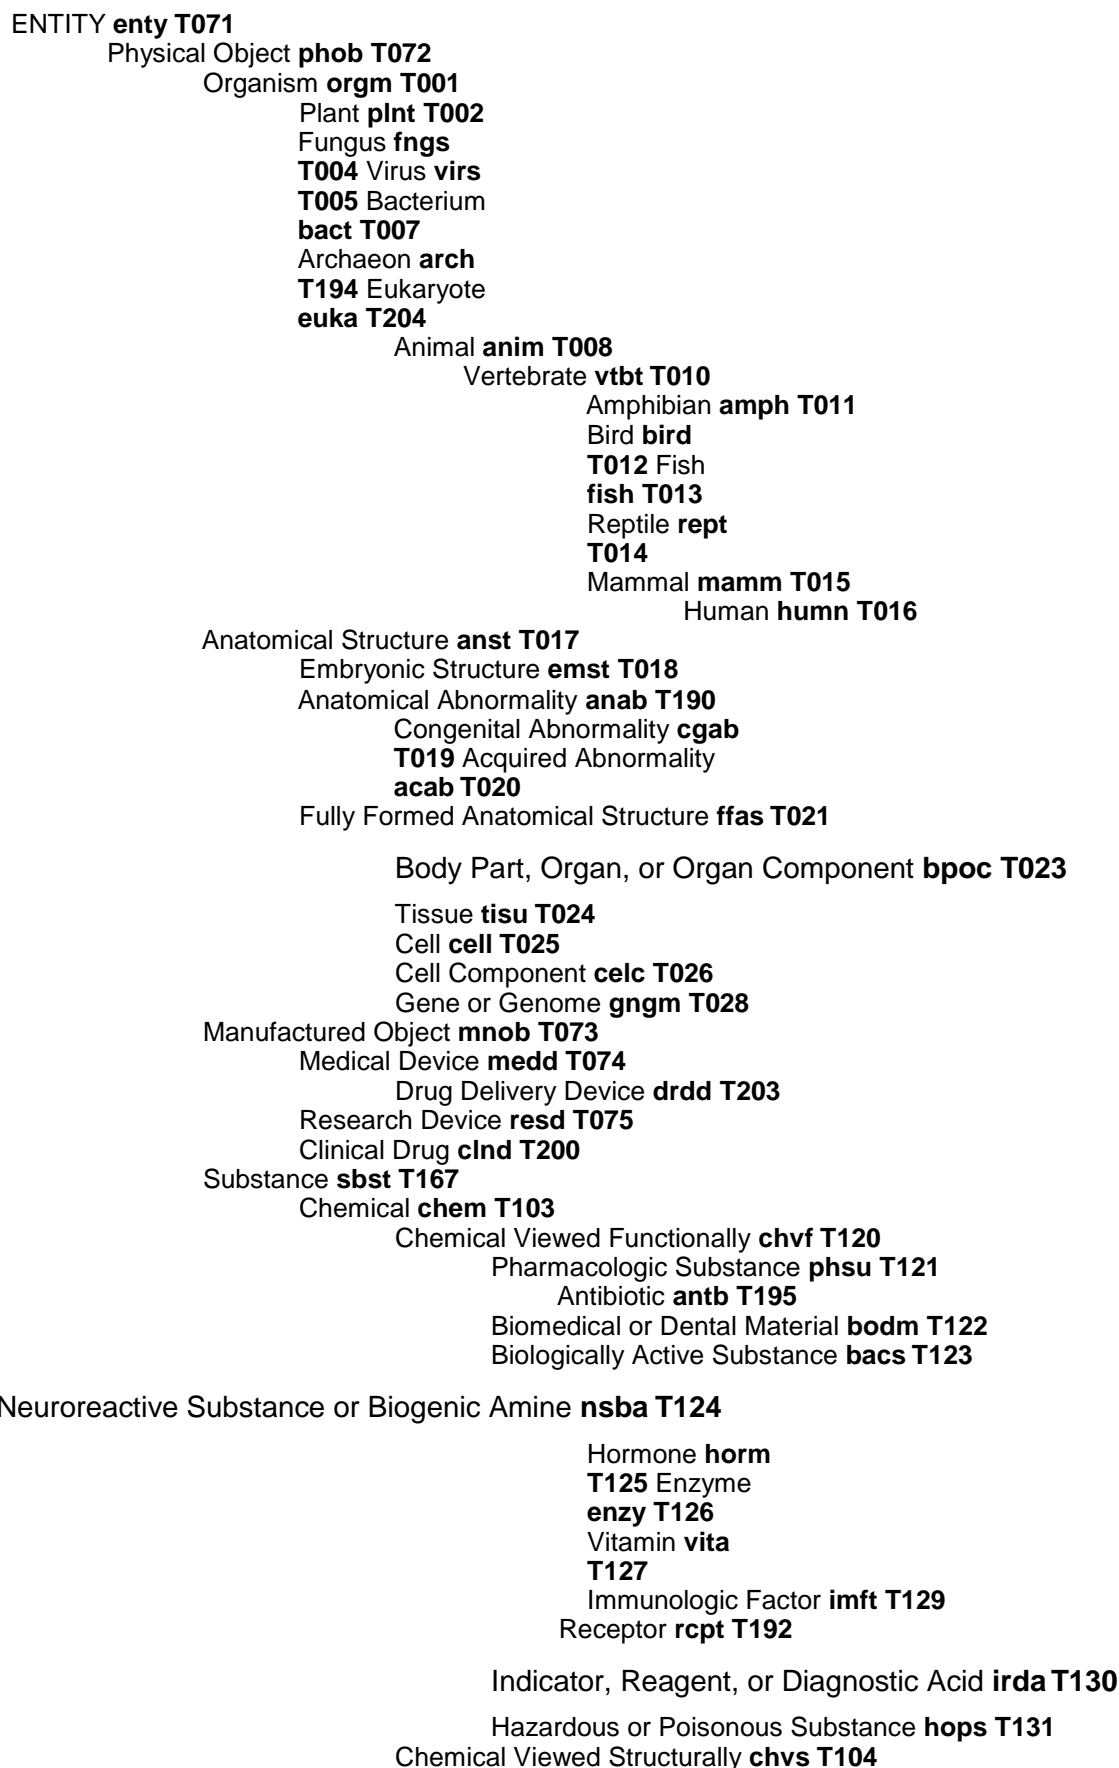 ENTITY enty T071
Physical Object phob T072
Organism orgm T001
Plant plnt T002
Fungus fngs
T004 Virus virs
T005 Bacterium
bact T007
Archaeon arch
T194 Eukaryote
euka T204
Animal anim T008
Vertebrate vtbt T010
Amphibian amph T011
Bird bird
T012 Fish
fish T013
Reptile rept
T014
Mammal mamm T015
Human humn T016
Anatomical Structure anst T017
Embryonic Structure emst T018
Anatomical Abnormality anab T190
Congenital Abnormality cgab
T019 Acquired Abnormality
acab T020
Fully Formed Anatomical Structure ffas T021
Body Part, Organ, or Organ Component bpoc T023
Tissue tisu T024
Cell cell T025
Cell Component celc T026
Gene or Genome gngm T028
Manufactured Object mnob T073
Medical Device medd T074
Drug Delivery Device drdd T203
Research Device resd T075
Clinical Drug clnd T200
Substance sbst T167
Chemical chem T103
Chemical Viewed Functionally chvf T120
Pharmacologic Substance phsu T121
Antibiotic antb T195
Biomedical or Dental Material bodm T122
Biologically Active Substance bacs T123
Neuroreactive Substance or Biogenic Amine nsba T124
Hormone horm
T125 Enzyme
enzy T126
Vitamin vita
T127
Immunologic Factor imft T129
Receptor rcpt T192
Indicator, Reagent, or Diagnostic Acid irda T130
Hazardous or Poisonous Substance hops T131
Chemical Viewed Structurally chvs T104